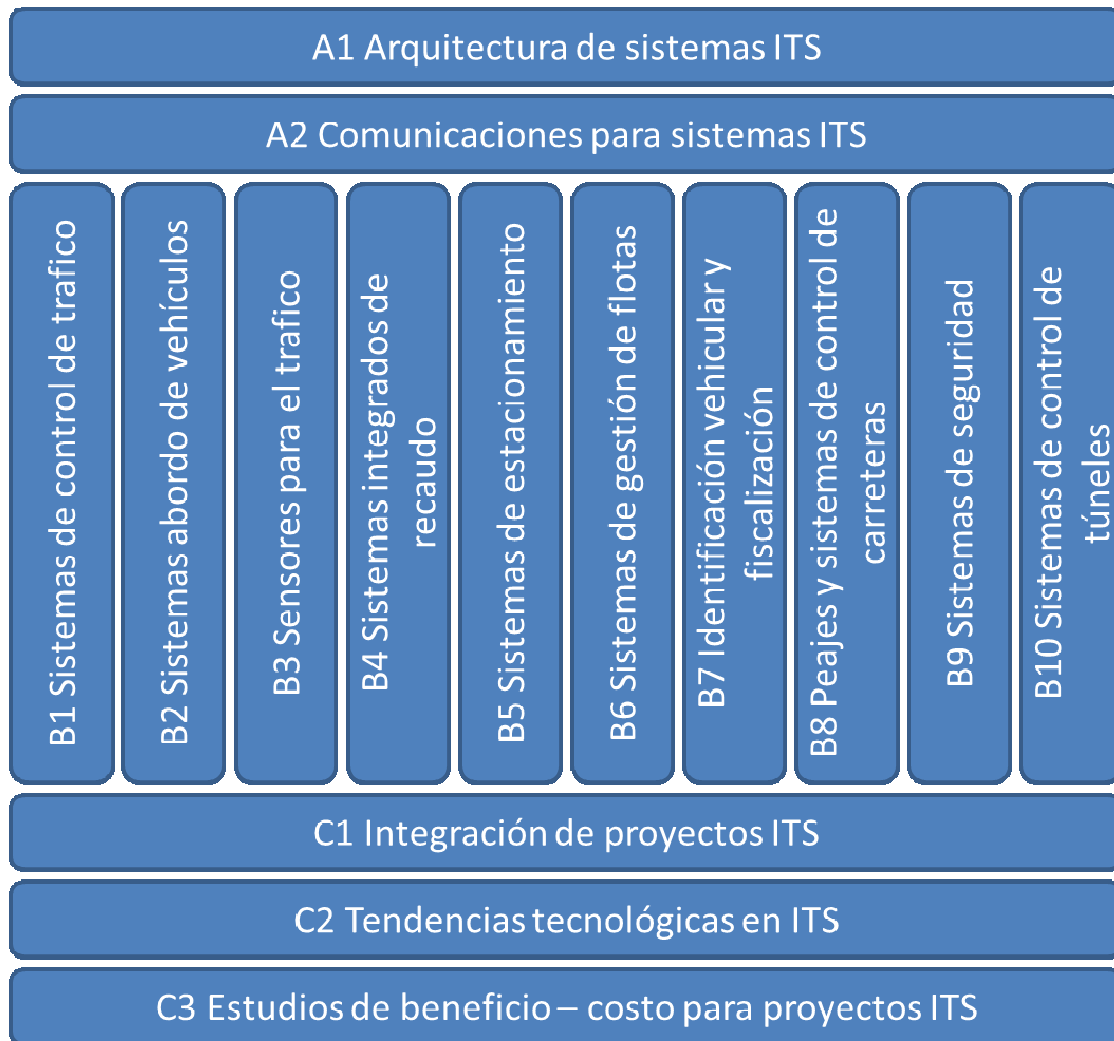 A1 Arquitectura de sistemas ITS
A2 Comunicaciones para sistemas ITS
B1 Sistemas de control de trafico
B2 Sistemas abordo de vehículos
B3 Sensores para el trafico
B4 Sistemas integrados de
recaudo
B5 Sistemas de estacionamiento
B6 Sistemas de gestión de flotas
B7 Identificación vehicular y
fiscalización
B8 Peajes y sistemas de control de
carreteras
B9 Sistemas de seguridad
B10 Sistemas de control de
túneles
C1 Integración de proyectos ITS
C2 Tendencias tecnológicas en ITS
C3 Estudios de beneficio – costo para proyectos ITS